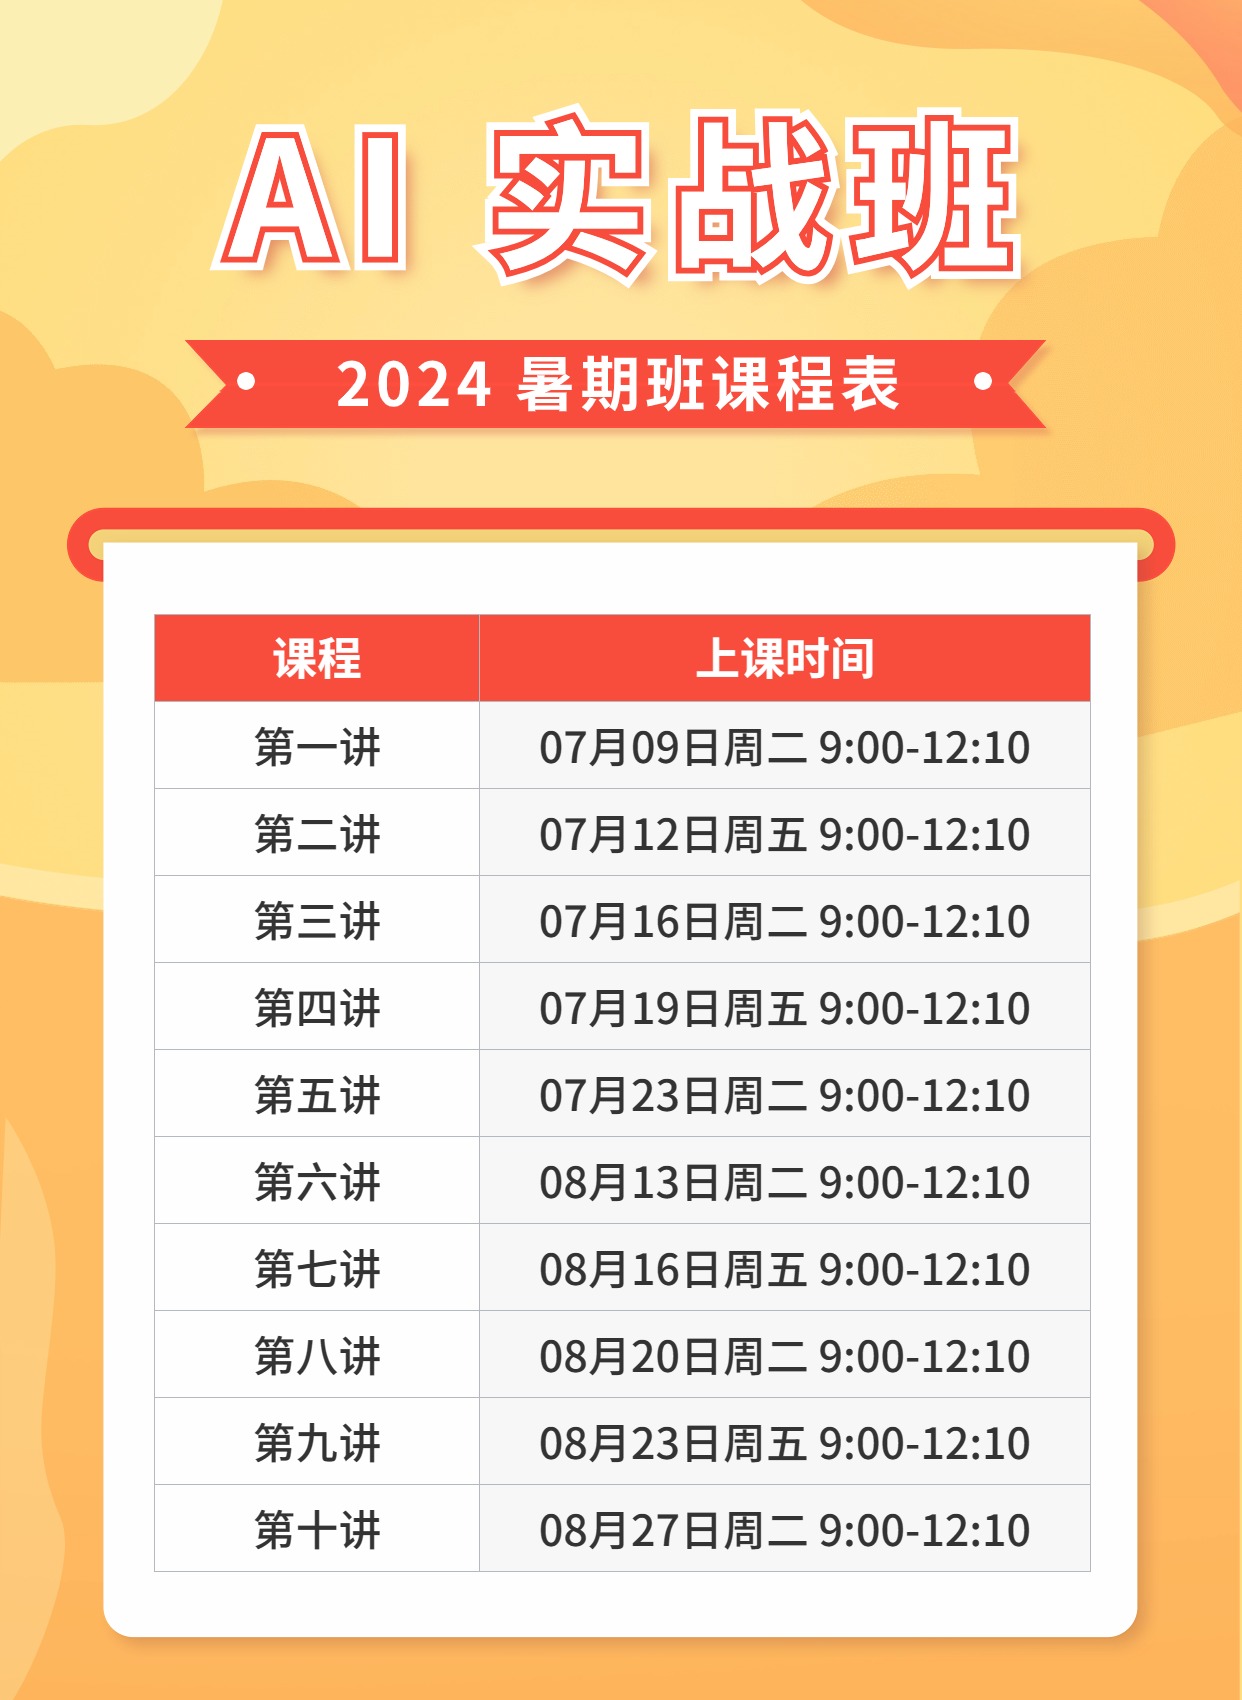 AI 实战班
2024 暑期班课程表
课程 上课时间
第一讲 07月09日周二 9:00-12:10
第二讲 07月12日周五 9:00-12:10
第三讲 07月16日周二 9:00-12:10
第四讲 07月19日周五 9:00-12:10
第五讲 07月23日周二 9:00-12:10
第六讲 08月13日周二 9:00-12:10
第七讲 08月16日周五 9:00-12:10
第八讲 08月20日周二 9:00-12:10
第九讲 08月23日周五 9:00-12:10
第十讲 08月27日周二 9:00-12:10